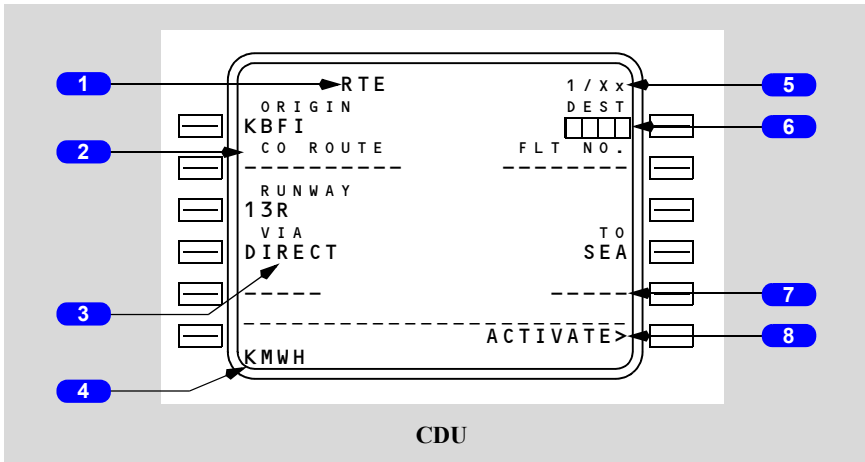 1 RTE 1/Xx 5
ORIGIN DEST
KBFI 6
2 CO ROUTE FLT NO.
---------- --------
RUNWAY
13R
VIA TO
DIRECT SEA
3 ----- ----- 7
------------------------
ACTIVATE> 8
KMWH
4
CDU